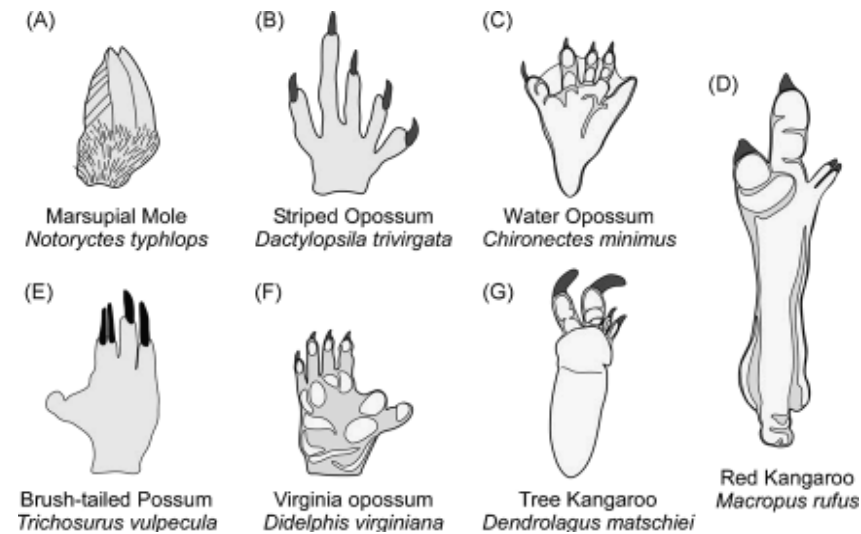 (A)
Marsupial Mole
Notoryctes typhlops
(B)
Striped Opossum
Dactylopsila trivirgata
(C)
Water Opossum
Chironectes minimus
(D)
Red Kangaroo
Macropus rufus
(E)
Brush-tailed Possum
Trichosurus vulpecula
(F)
Virginia opossum
Didelphis virginiana
(G)
Tree Kangaroo
Dendrolagus matschiei